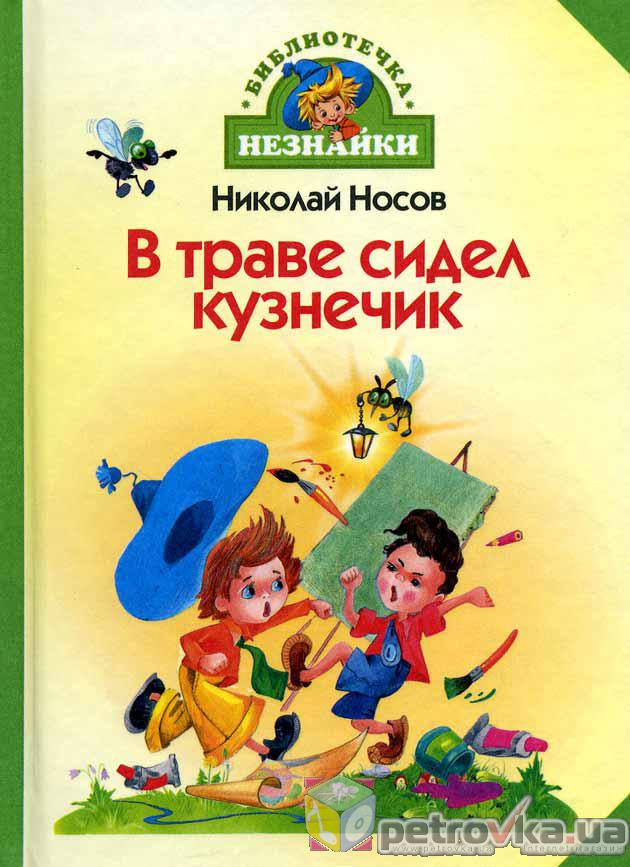 БИБЛИОТЕЧКА
НЕЗНАЙКИ
Николай Носов
В траве сидел
кузнечик
petrovka.ua